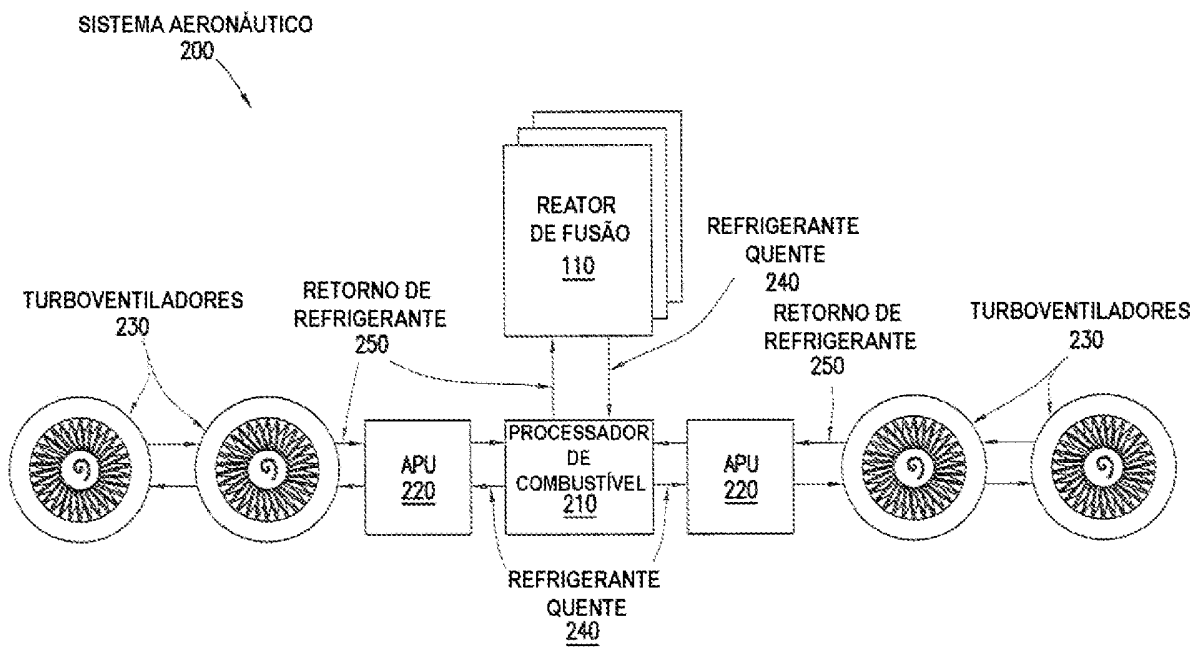 SISTEMA AERONÁUTICO
200
REATOR
DE FUSÃO
110
REFRIGERANTE
QUENTE
240
TURBOVENTILADORES
230
RETORNO DE
REFRIGERANTE
250
RETORNO DE
REFRIGERANTE
250
TURBOVENTILADORES
230
APU
220
PROCESSADOR
DE
COMBUSTÍVEL
210
APU
220
REFRIGERANTE
QUENTE
240